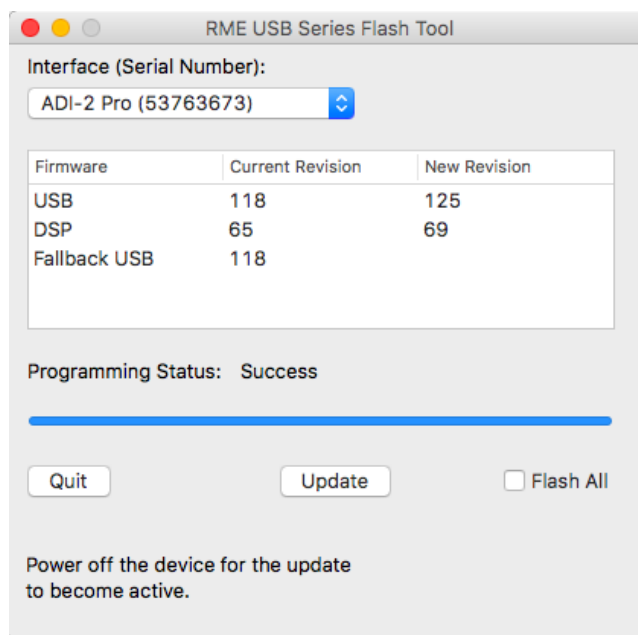 RME USB Series Flash Tool
Interface (Serial Number):
ADI-2 Pro (53763673)
Firmware Current Revision New Revision
USB 118 125
DSP 65 69
Fallback USB 118
Programming Status: Success
Quit Update Flash All
Power off the device for the update
to become active.